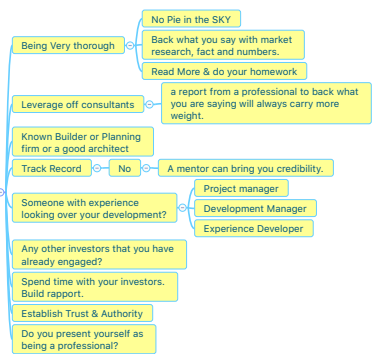 No Pie in the SKY
Being Very thorough
Back what you say with market
research, fact and numbers.
Read More & do your homework
Leverage off consultants
a report from a professional to back what
you are saying will always carry more
weight.
Known Builder or Planning
firm or a good architect
Track Record
No
A mentor can bring you credibility.
Someone with experience
looking over your development?
Project manager
Development Manager
Experience Developer
Any other investors that you have
already engaged?
Spend time with your investors.
Build rapport.
Establish Trust & Authority
Do you present yourself as
being a professional?